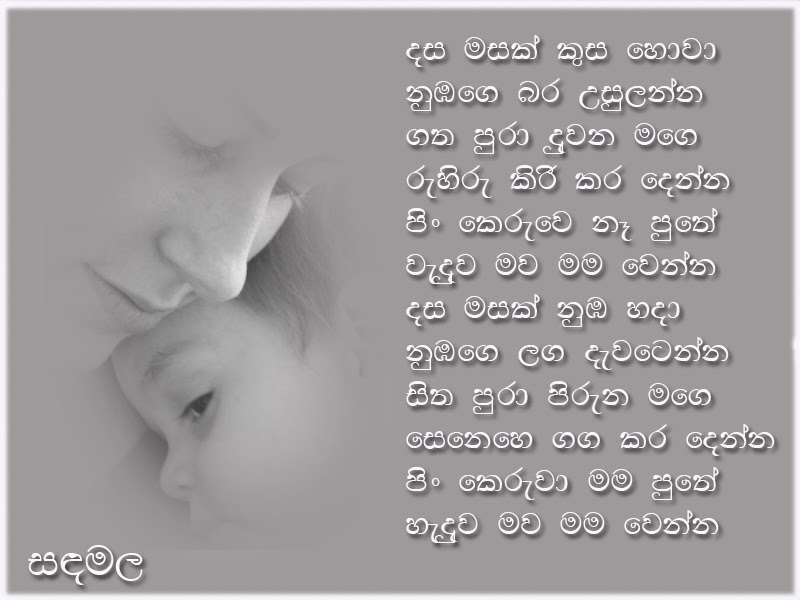 දස මසක් කුස හොවා
නුඹගෙ බර උසුලන්න
ගත පුරා දුවන මගෙ
රුහිරු කිරි කර දෙන්න
පිං කෙරුවෙ නෑ පුතේ
වැදුව මව මම වෙන්න
දස මසක් නුඹ හදා
නුඹගෙ ලග දැවටෙන්න
සිත පුරා පිරුන මගෙ
සෙනෙහෙ ගග කර දෙන්න
පිං කෙරුවා මම පුතේ
හැදුව මව මම වෙන්න
සඳමල